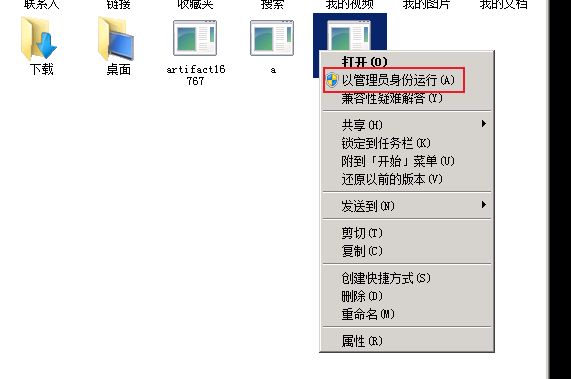 联系人 链接 收藏夹 搜索 我的视频 我的图片 我的文档
下载 桌面 artifact16 a
767
打开(O)
以管理员身份运行(A)
兼容性疑难解答(Y)
共享(H)
锁定到任务栏(K)
附到「开始」菜单(U)
还原以前的版本(V)
发送到(N)
剪切(T)
复制(C)
创建快捷方式(S)
删除(D)
重命名(M)
属性(R)